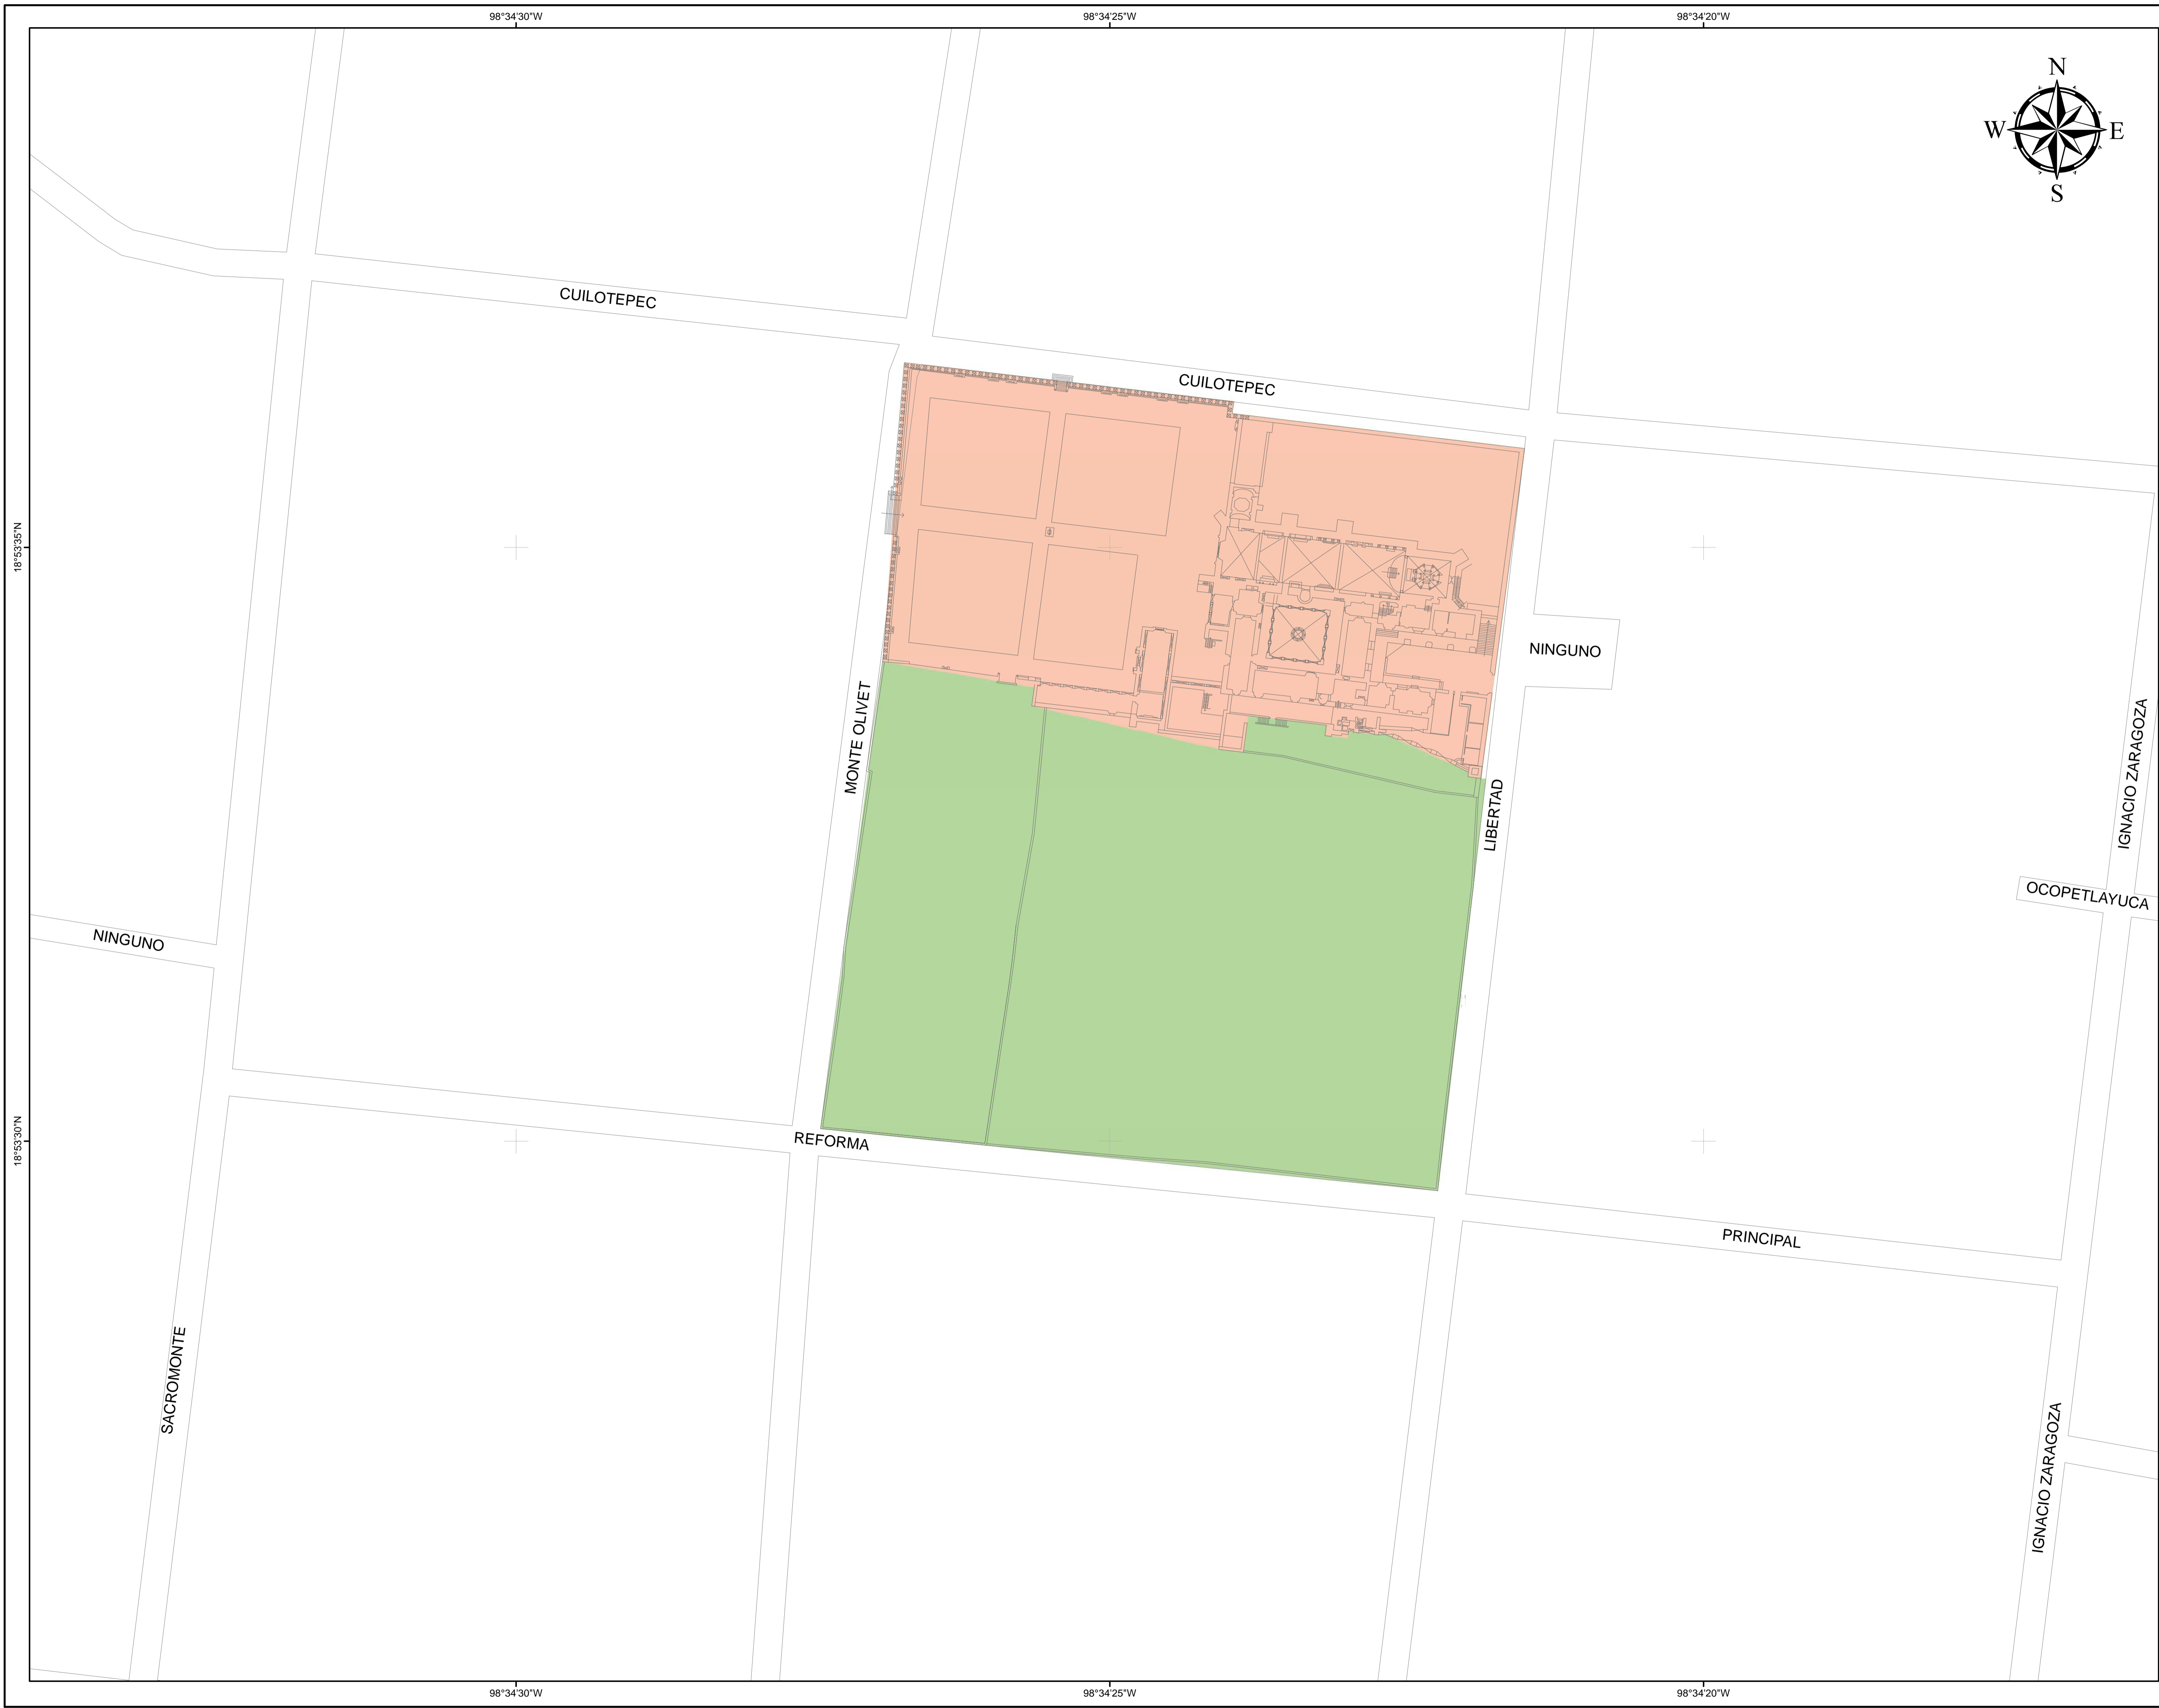 98°34'30"W
98°34'25"W
98°34'20"W
N
W
E
S
CUILOTEPEC
CUILOTEPEC
18°53'35"N
NINGUNO
MONTE OLIVET
LIBERTAD
IGNACIO ZARAGOZA
OCOPETLAYUCA
NINGUNO
18°53'30"N
REFORMA
PRINCIPAL
SACROMONTE
IGNACIO ZARAGOZA
98°34'30"W
98°34'25"W
98°34'20"W